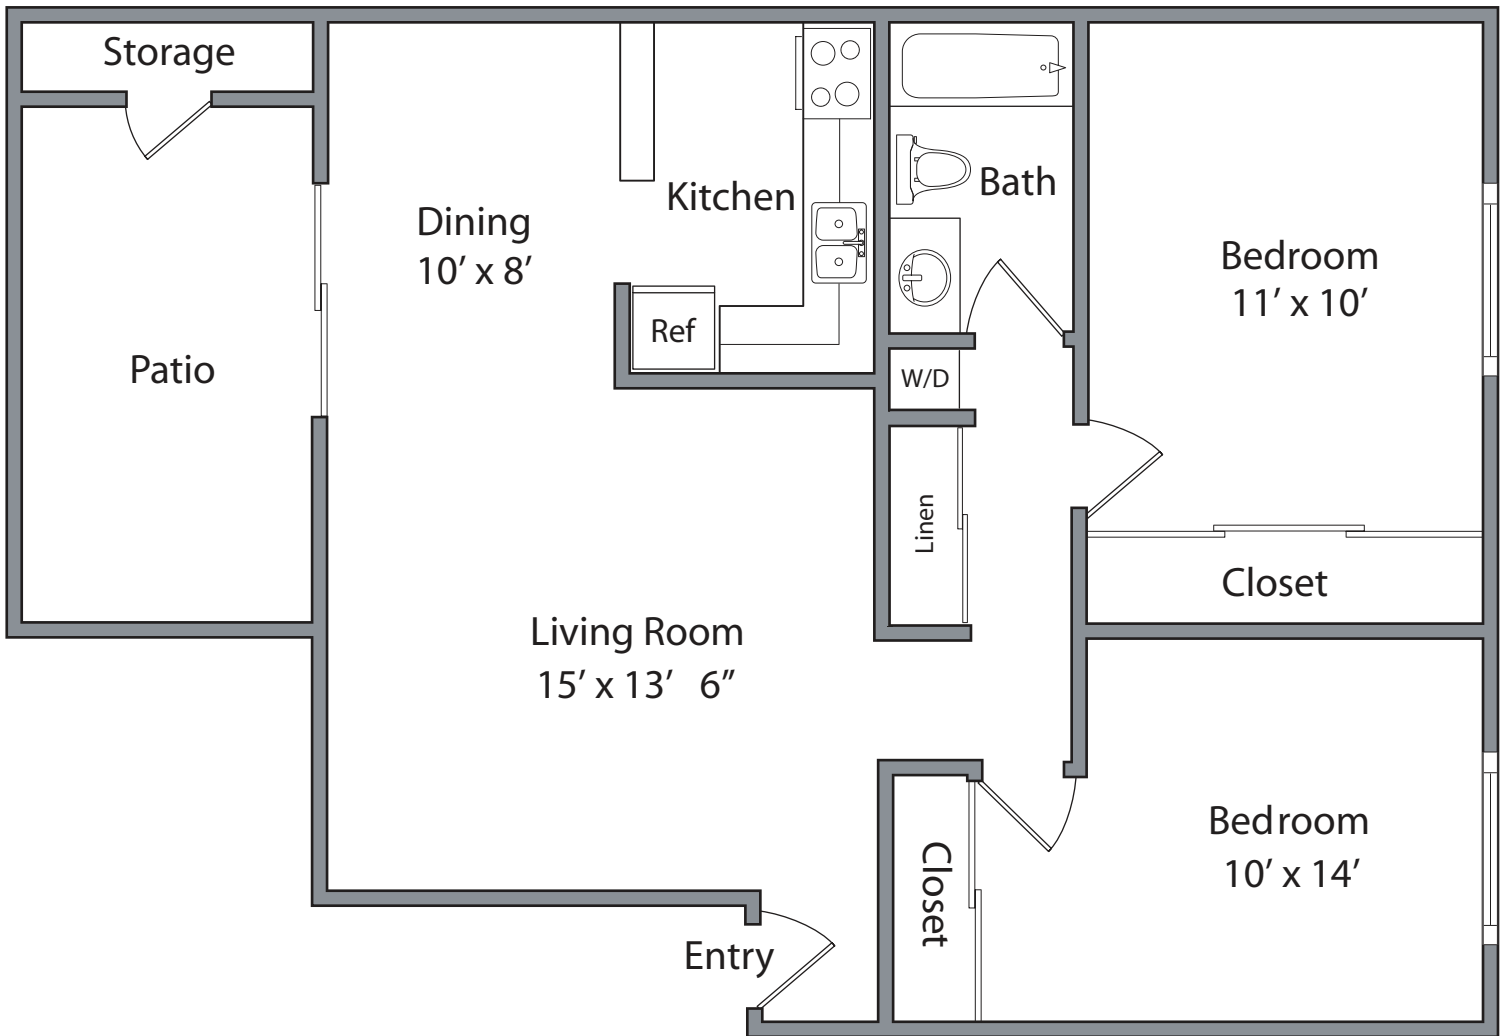 Storage
Kitchen
Bath
Dining
10’ x 8’
Bedroom
11’ x 10’
Ref
Patio
W/D
Linen
Closet
Living Room
15’ x 13’ 6”
Bedroom
10’ x 14’
Closet
Entry